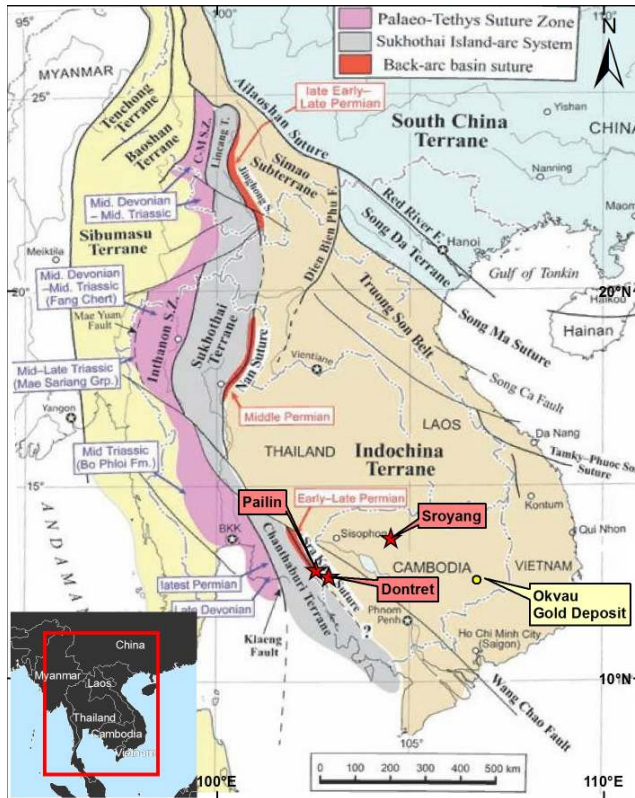 Palaeo-Tethys Suture Zone
Sukhothai Island-arc System
Back-arc basin suture
100°
110°
N
MYANMAR
25°
Tenchong
Terrane
Baoshan
Terrane
C-M S.Z.
Lincang T.
Jinghong S.
late Early–
Late Permian
Ailaoshan Suture
Simao
Subterrane
South China
Terrane
CHINA
Yishan
Nanning
Mid. Devonian
– Mid. Triassic
Sibumasu
Terrane
Meiktila
Dien Bien Phu F.
Red River F.
Song Da Terrane
Hanoi
Gulf of Tonkin
Haikou
Hainan
20°
20°N
Mid. Devonian
–Mid. Triassic
(Fang Chert)
Mae Yuan
Fault
Inthanon S.Z.
Sukhothai
Terrane
Nan Suture
Truong Son Belt
Song Ma Suture
Song Ca Fault
Vientiane
Mid–Late Triassic
(Mae Sariang Grp.)
Yangon
Middle Permian
LAOS
Da Nang
Tamky-Phuoc So
Suture
THAILAND
Indochina
Terrane
Mid Triassic
(Bo Phloi Fm.)
15°
15°N
Kontum
Qui Nhon
Early–Late Permian
Pailin
Sroyang
BKK
Sisophon
CAMBODIA
VIETNAM
Dontret
Okvau
Gold Deposit
ANDAMAN
latest Permian
Late Devonian
Chanthaburi Terrane
Suture
?
Phnom
Penh
Klaeng
Fault
Ho Chi Minh City
(Saigon)
Wang Chao Fault
10°N
China
Myanmar
Laos
Thailand
Cambodia
Vietnam
100°E
105°
110°E
0 100 200 300 400 500 km